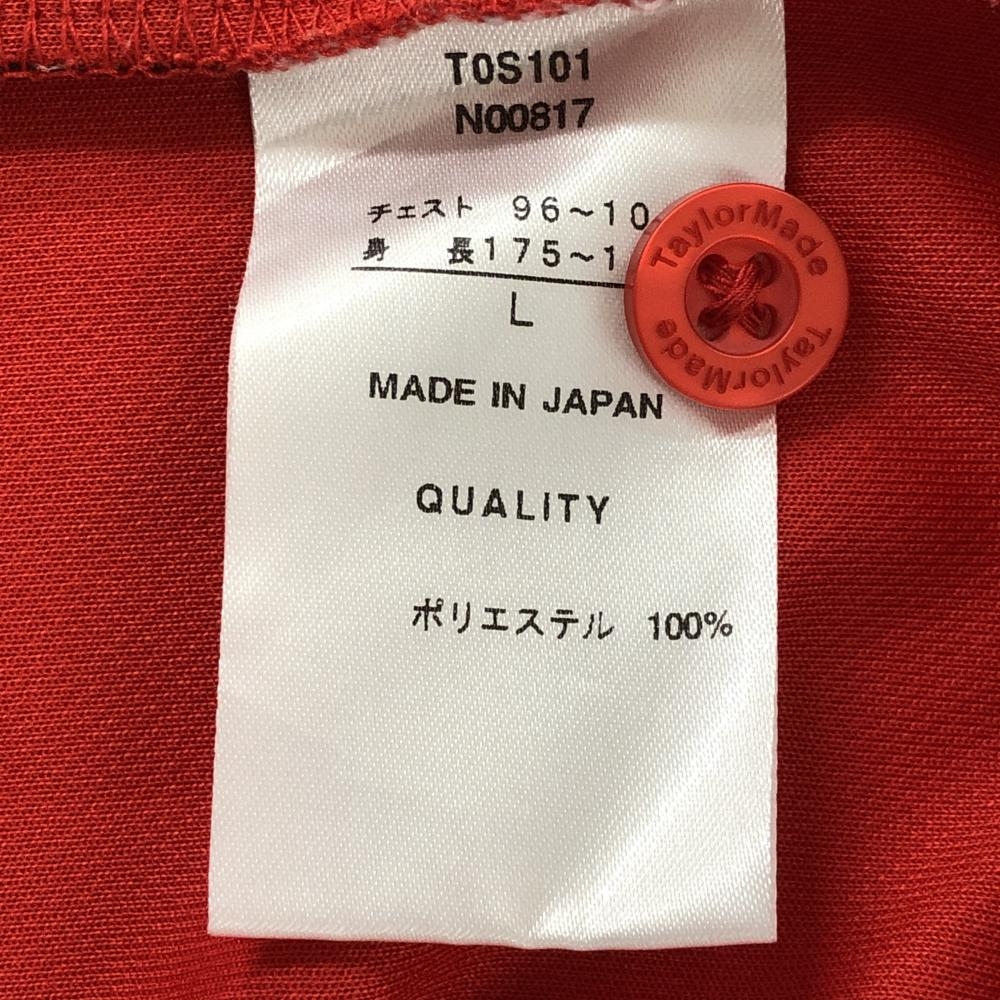 T0S101
N00817
チェスト 96~10
身 長175~1
L
MADE IN JAPAN
QUALITY
ポリエステル 100%
TaylorMade
TaylorMade